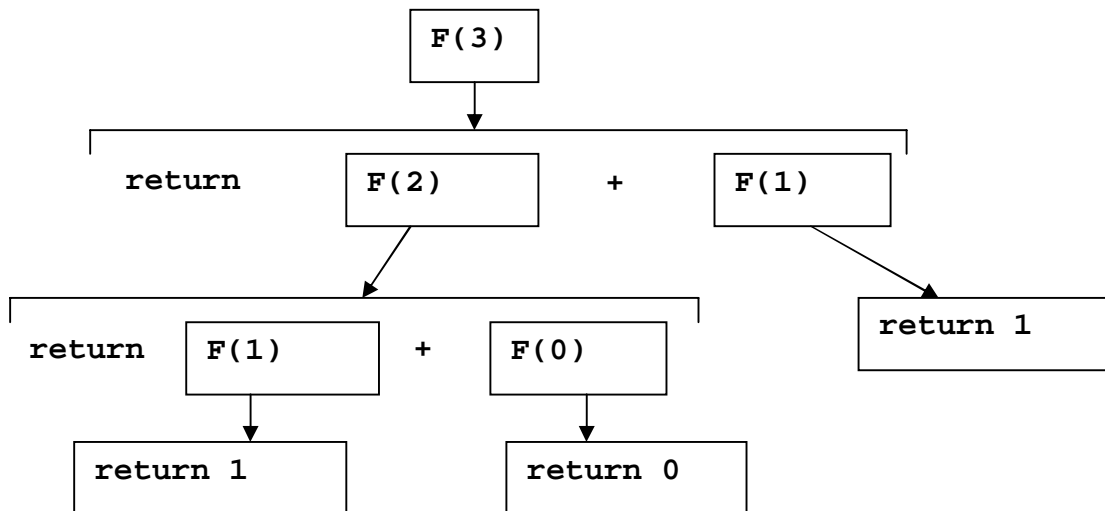 F(3)
return F(2) + F(1)
return F(1) + F(0)
return 1
return 1
return 0